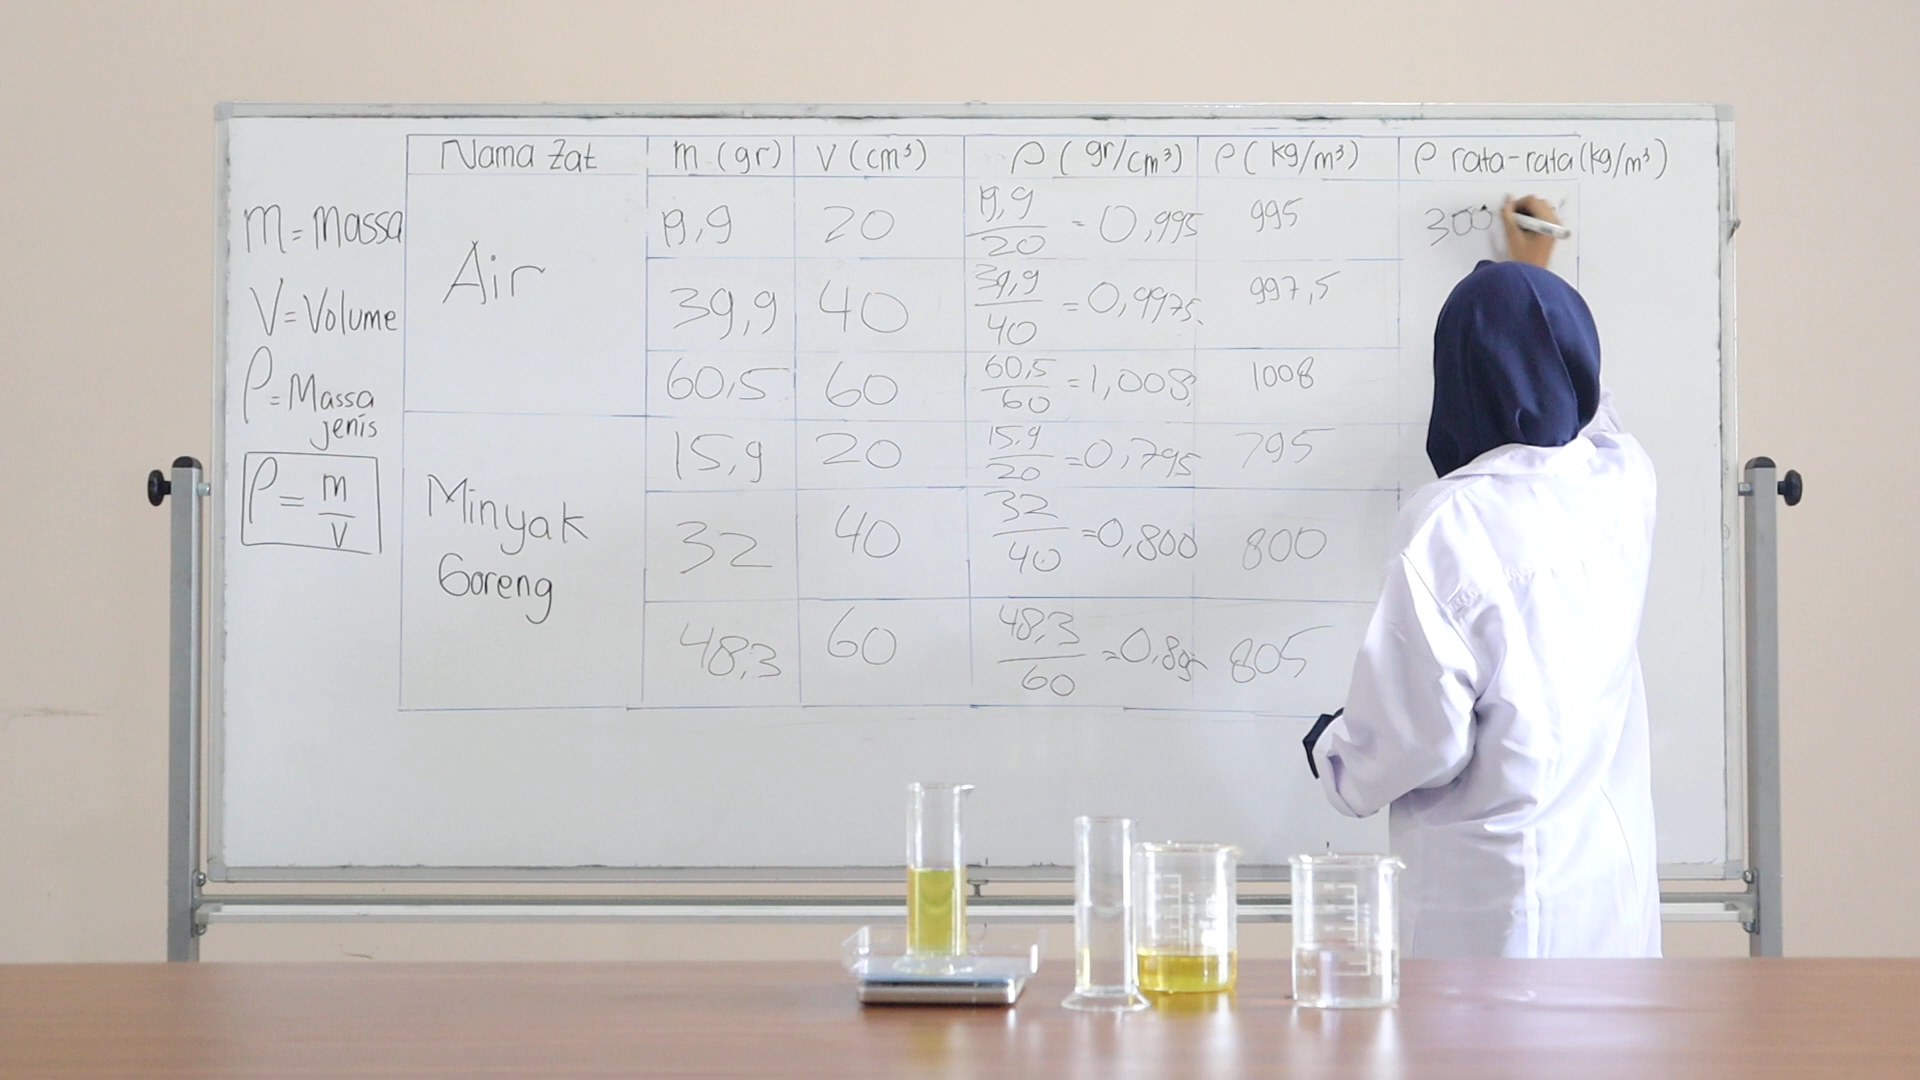 m = Massa
V = Volume
ρ = Massa
jenis
ρ = m/v
Nama Zat
m (gr)
V (cm³)
ρ (gr/cm³)
ρ (kg/m³)
ρ rata-rata (kg/m³)
Air
19,9
20
19,9/20 = 0,995
995
300
39,9
40
39,9/40 = 0,9975
997,5
60,5
60
60,5/60 = 1,008
1008
Minyak
Goreng
15,9
20
15,9/20 = 0,795
795
32
40
32/40 = 0,800
800
48,3
60
48,3/60 = 0,805
805